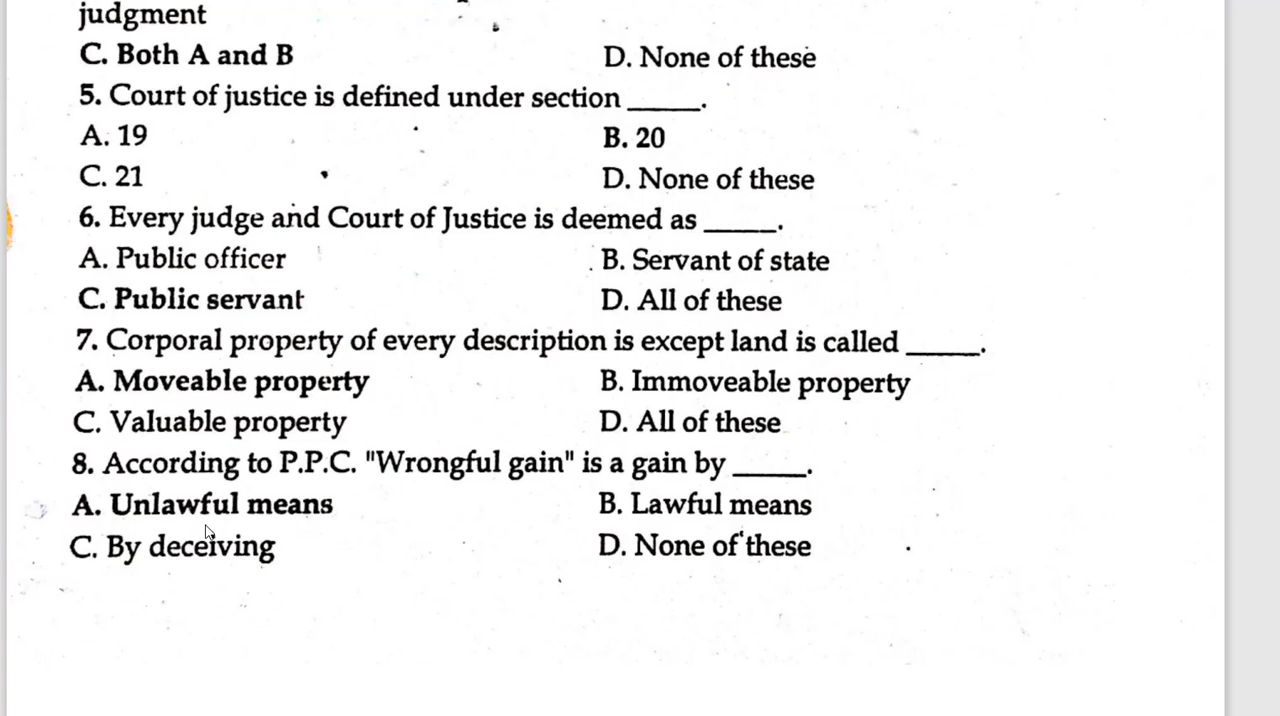 judgment
C. Both A and B D. None of these
5. Court of justice is defined under section _____.
A. 19 B. 20
C. 21 D. None of these
6. Every judge and Court of Justice is deemed as _____.
A. Public officer B. Servant of state
C. Public servant D. All of these
7. Corporal property of every description is except land is called _____.
A. Moveable property B. Immoveable property
C. Valuable property D. All of these
8. According to P.P.C. "Wrongful gain" is a gain by _____.
A. Unlawful means B. Lawful means
C. By deceiving D. None of these